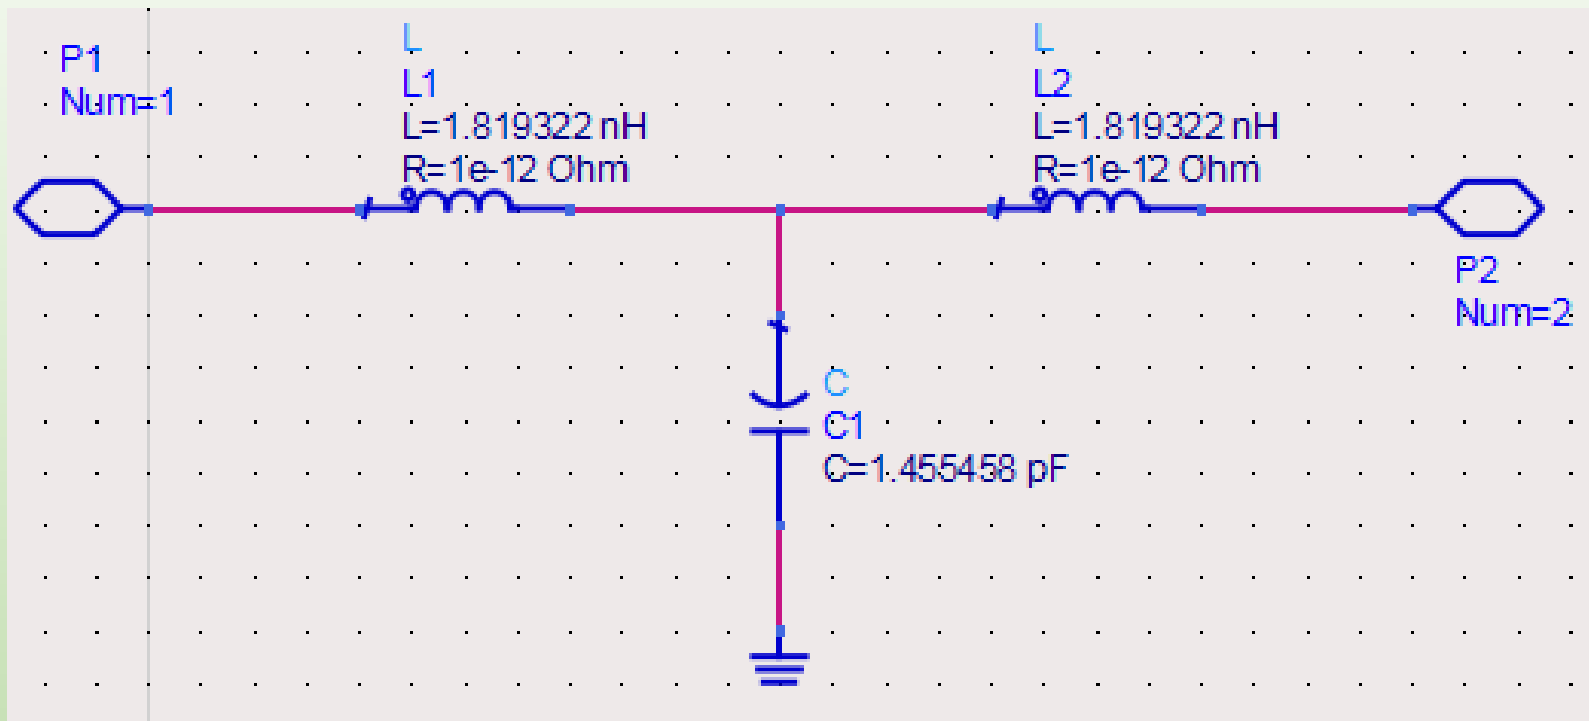 P1
Num=1
L
L1
L=1.819322 nH
R=1e-12 Ohm
L
L2
L=1.819322 nH
R=1e-12 Ohm
P2
Num=2
C
C1
C=1.455458 pF